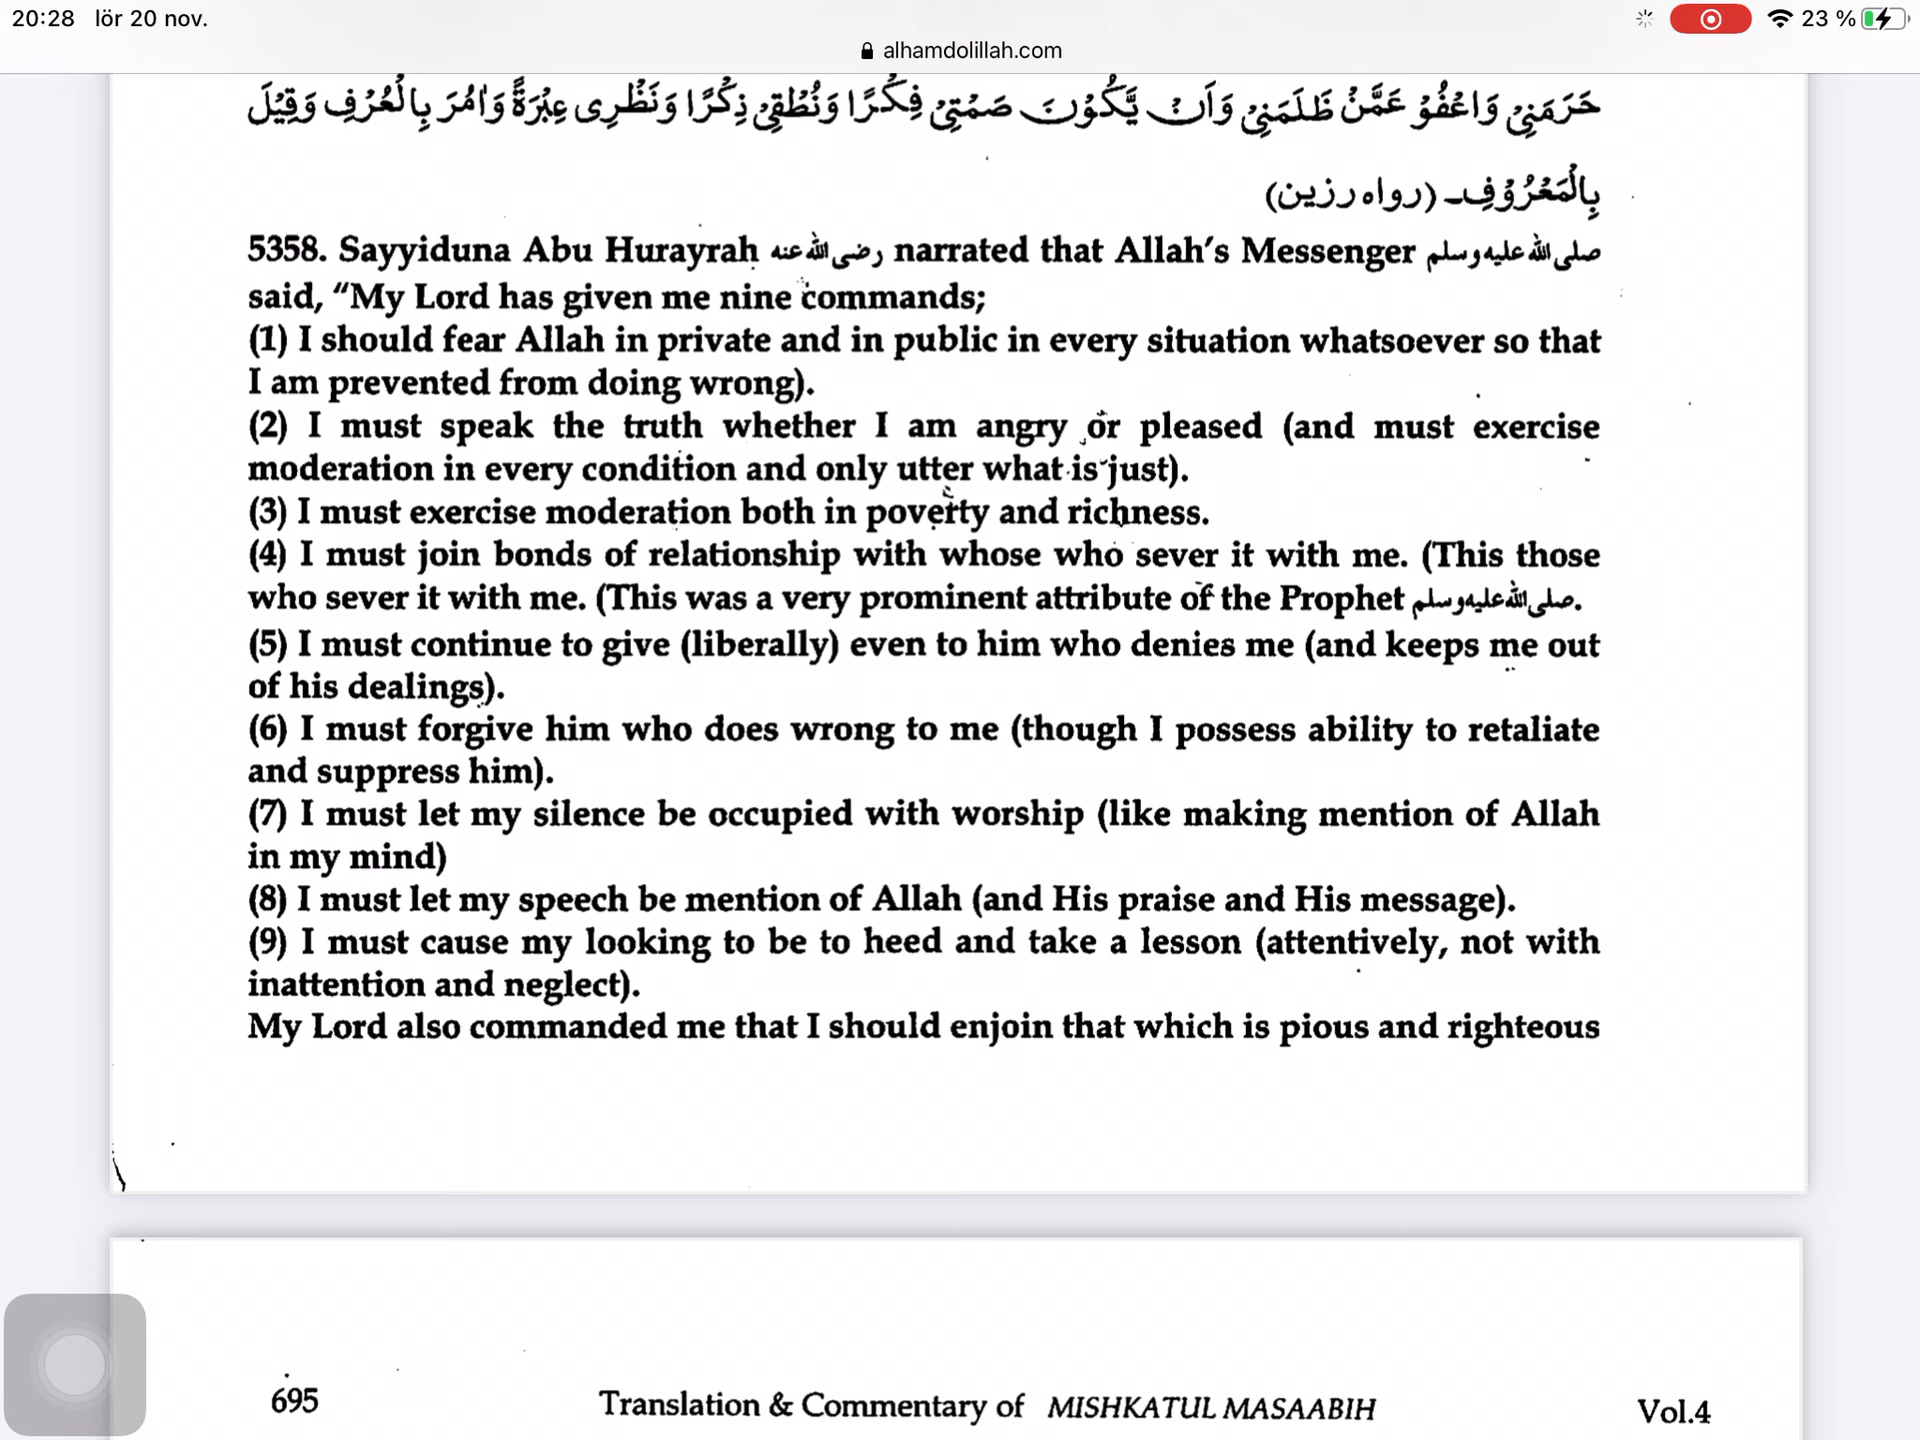 20:28 lör 20 nov. 23 %
alhamdolillah.com
حَرَمَنِیْ وَاَعْفُوْ عَمَّنْ ظَلَمَنِیْ وَاَنْ یَّکُوْنَ صَمْتِیْ فِکْرًا وَنُطْقِیْ ذِکْرًا وَنَظْرِی عِبْرَةً وَاٰمُرَ بِالْعُرْفِ وَقِیْلَ
بِالْمَعْرُوْفِ۔ (رواه رزین)
5358. Sayyiduna Abu Hurayrah رضی الله عنه narrated that Allah's Messenger صلی الله علیه وسلم
said, "My Lord has given me nine commands;
(1) I should fear Allah in private and in public in every situation whatsoever so that
I am prevented from doing wrong).
(2) I must speak the truth whether I am angry or pleased (and must exercise
moderation in every condition and only utter what is just).
(3) I must exercise moderation both in poverty and richness.
(4) I must join bonds of relationship with whose who sever it with me. (This those
who sever it with me. (This was a very prominent attribute of the Prophet صلی الله علیه وسلم.
(5) I must continue to give (liberally) even to him who denies me (and keeps me out
of his dealings).
(6) I must forgive him who does wrong to me (though I possess ability to retaliate
and suppress him).
(7) I must let my silence be occupied with worship (like making mention of Allah
in my mind)
(8) I must let my speech be mention of Allah (and His praise and His message).
(9) I must cause my looking to be to heed and take a lesson (attentively, not with
inattention and neglect).
My Lord also commanded me that I should enjoin that which is pious and righteous
695 Translation & Commentary of MISHKATUL MASAABIH Vol.4